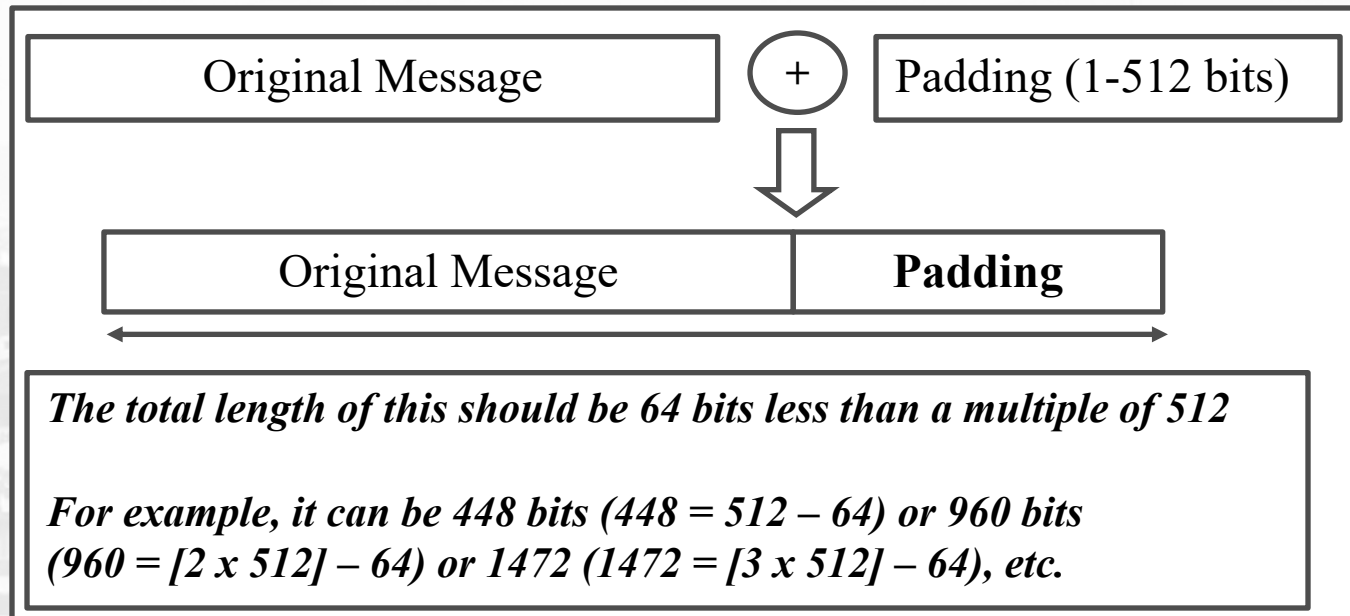 Original Message + Padding (1-512 bits)
Original Message Padding
The total length of this should be 64 bits less than a multiple of 512
For example, it can be 448 bits (448 = 512 – 64) or 960 bits
(960 = [2 x 512] – 64) or 1472 (1472 = [3 x 512] – 64), etc.